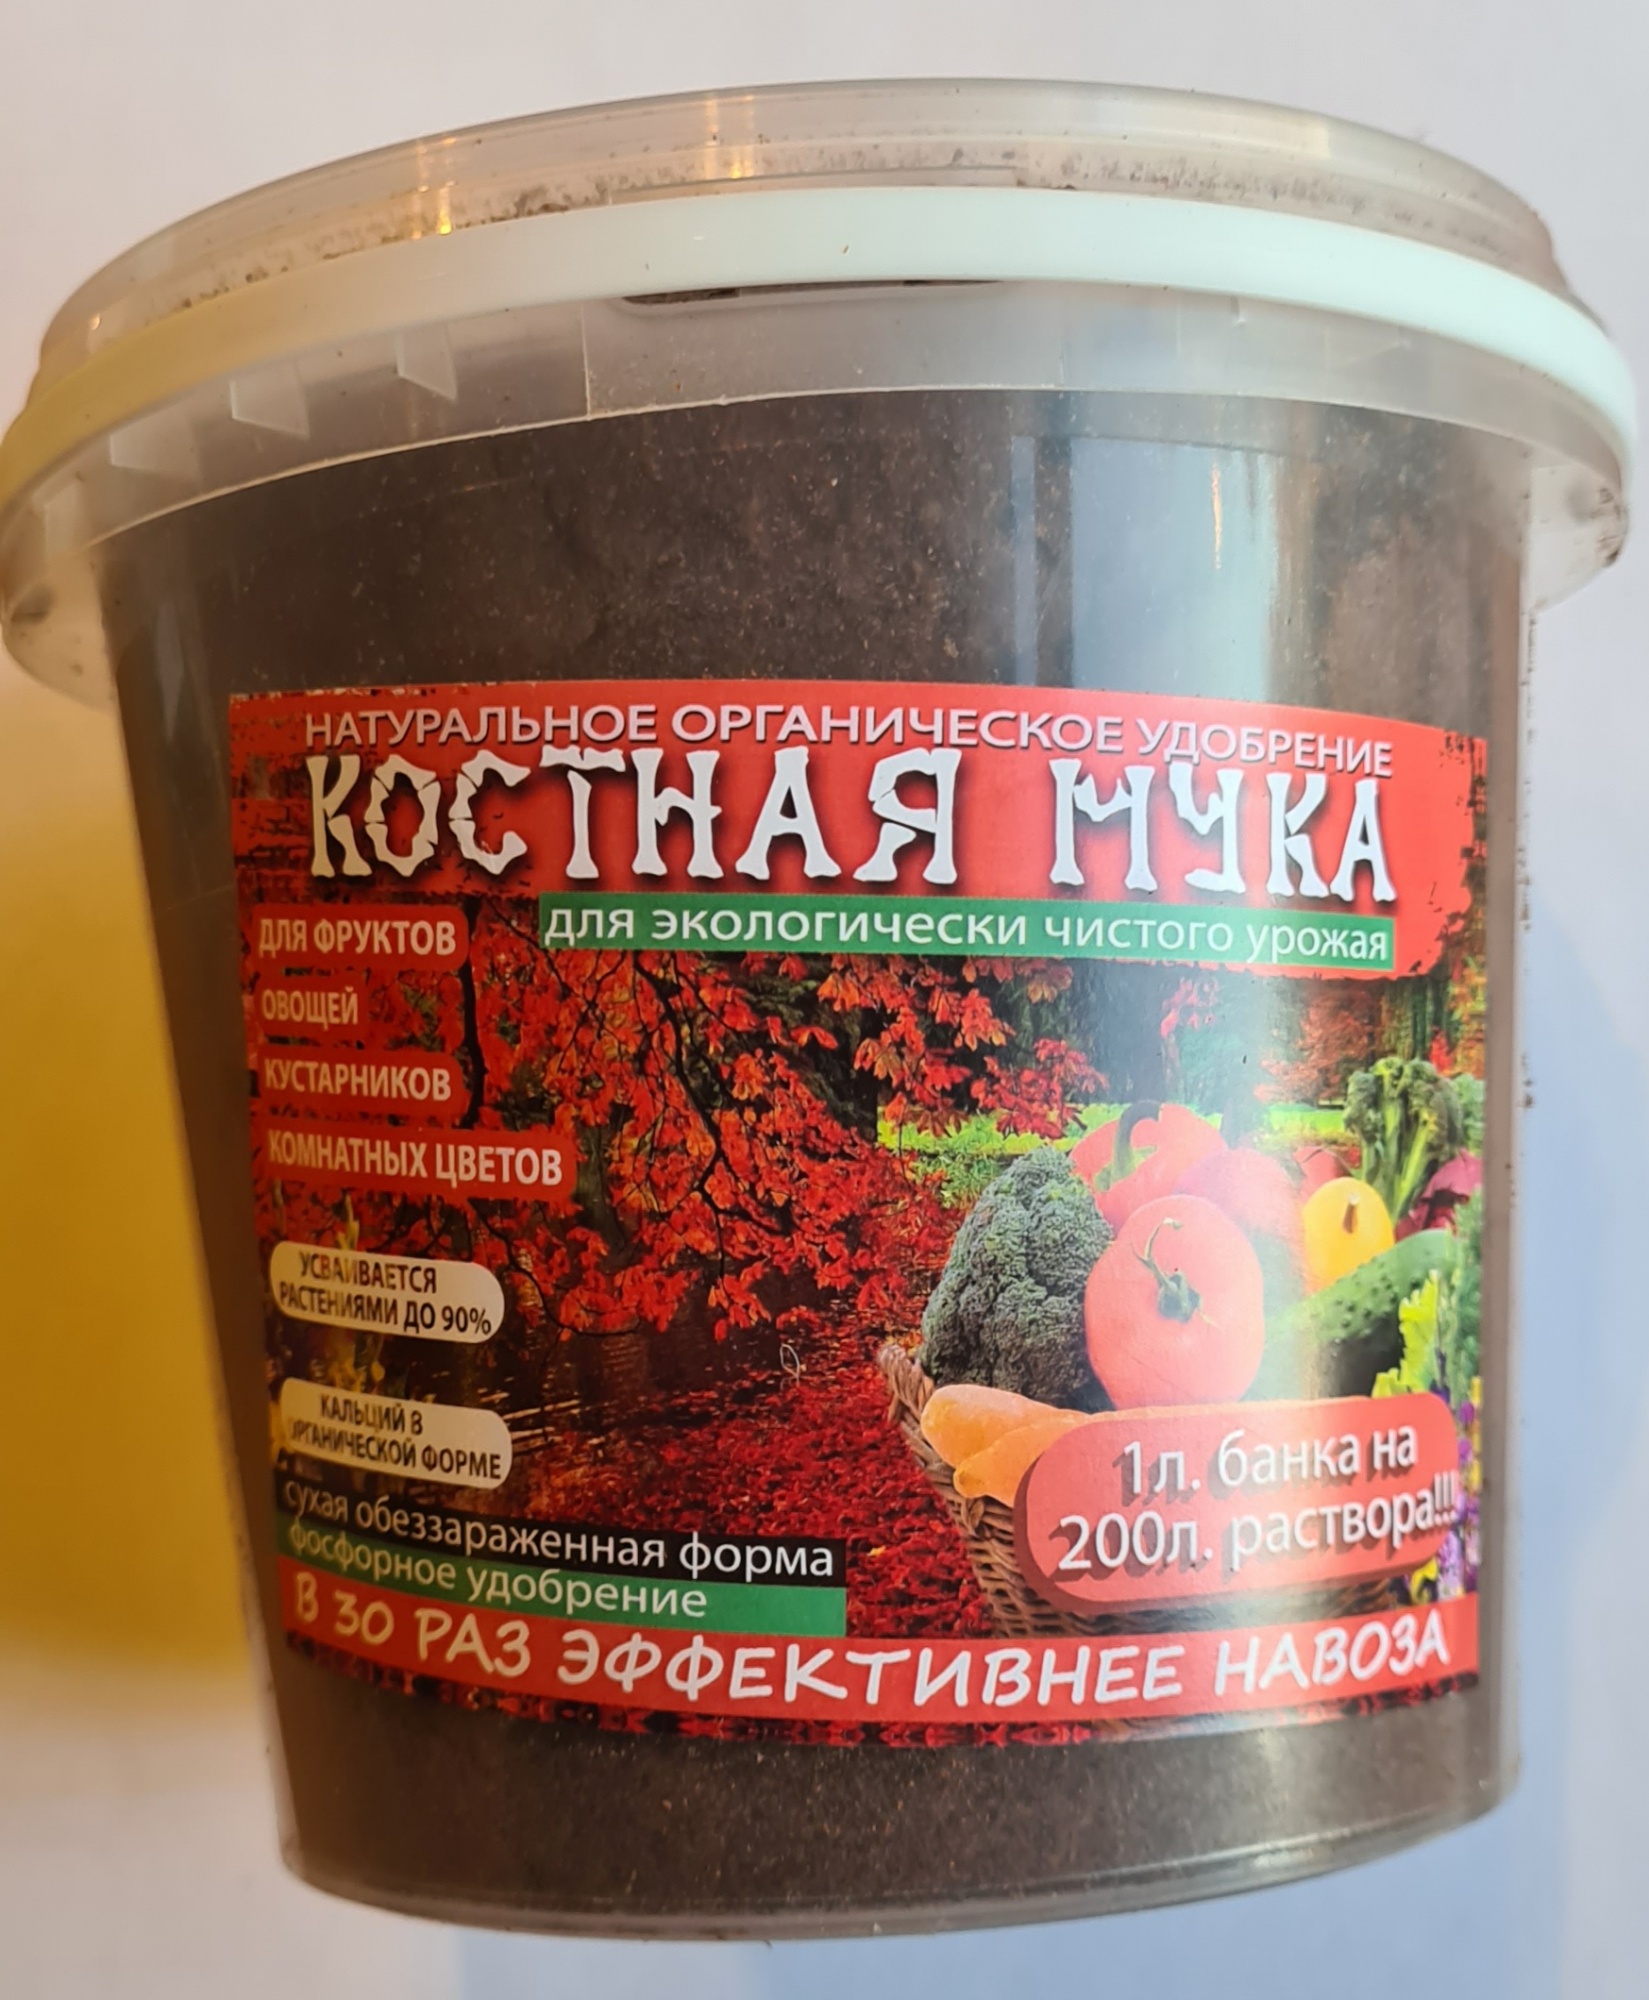 НАТУРАЛЬНОЕ ОРГАНИЧЕСКОЕ УДОБРЕНИЕ
КОСТНАЯ МУКА
для экологически чистого урожая
ДЛЯ ФРУКТОВ
ОВОЩЕЙ
КУСТАРНИКОВ
КОМНАТНЫХ ЦВЕТОВ
УСВАИВАЕТСЯ
РАСТЕНИЯМИ ДО 90%
КАЛЬЦИЙ В
ОРГАНИЧЕСКОЙ ФОРМЕ
1л. банка на
200л. раствора!!!
сухая обеззараженная форма
фосфорное удобрение
В 30 РАЗ ЭФФЕКТИВНЕЕ НАВОЗА